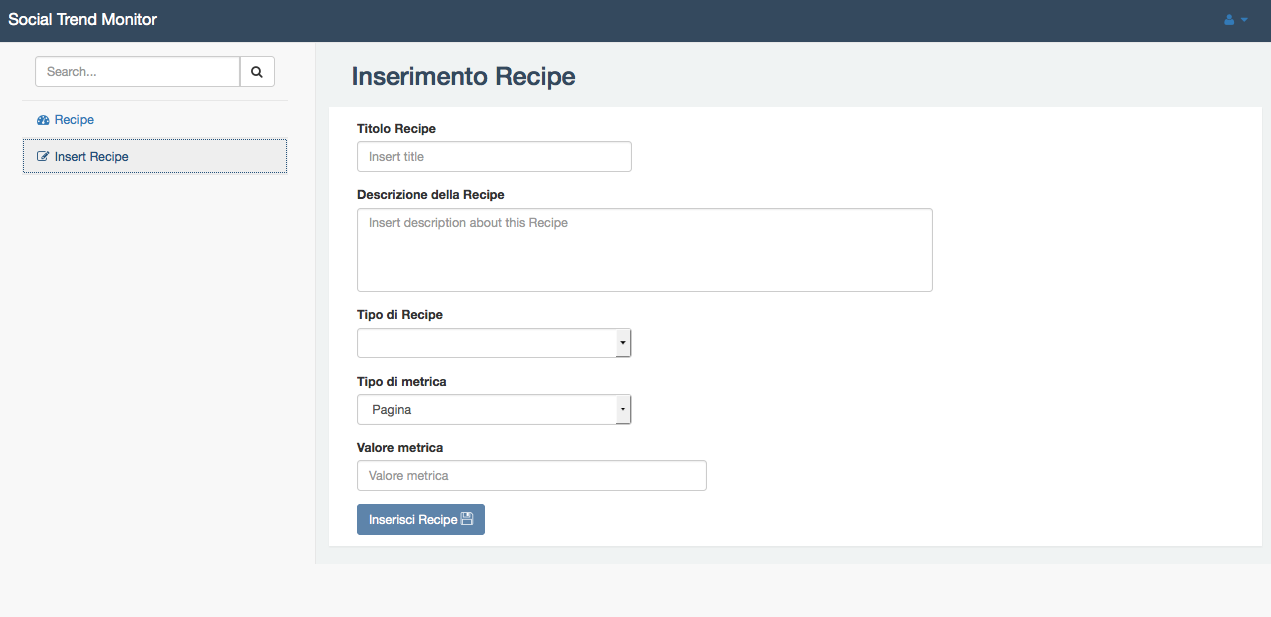 Social Trend Monitor
Search...
Recipe
Insert Recipe
Inserimento Recipe
Titolo Recipe
Insert title
Descrizione della Recipe
Insert description about this Recipe
Tipo di Recipe
Tipo di metrica
Pagina
Valore metrica
Valore metrica
Inserisci Recipe